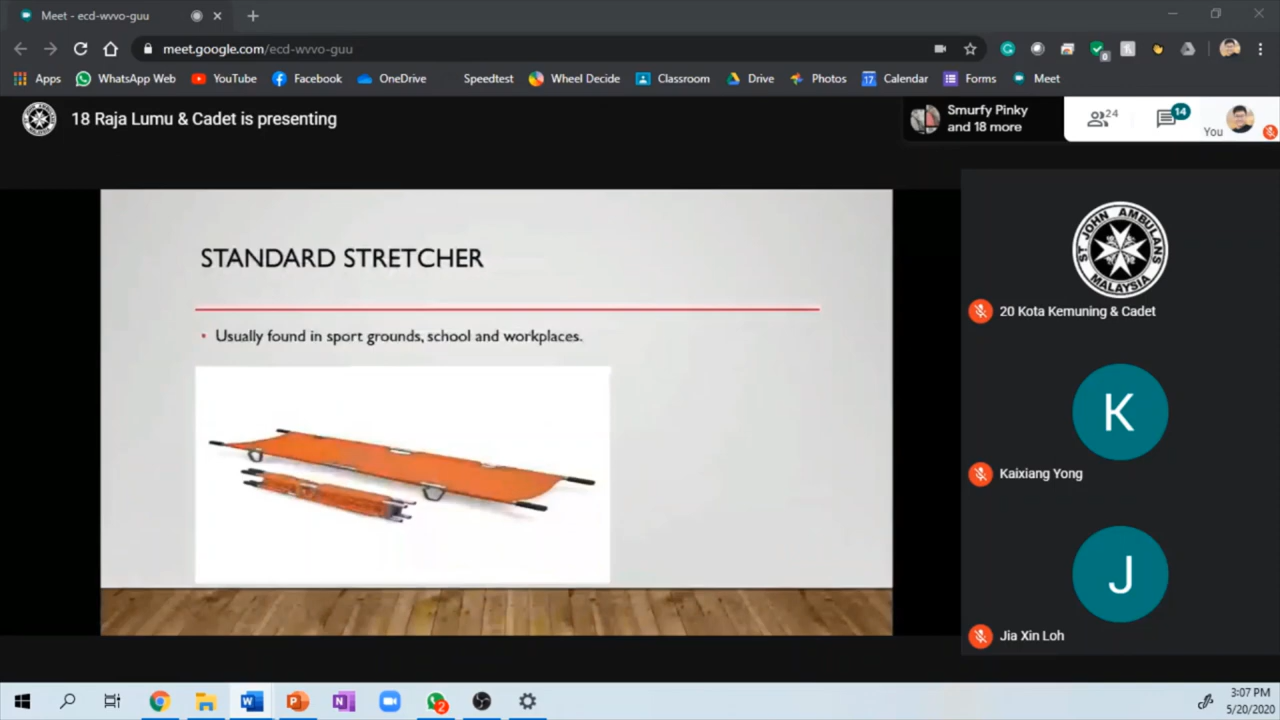 Meet - ecd-wvvo-guu
meet.google.com/ecd-wvvo-guu
0
Apps WhatsApp Web YouTube Facebook OneDrive Speedtest Wheel Decide Classroom Drive 17 Calendar Forms Meet
18 Raja Lumu & Cadet is presenting
Smurfy Pinky
and 18 more
24
14
You
STANDARD STRETCHER
• Usually found in sport grounds, school and workplaces.
ST JOHN AMBULANS
MALAYSIA
20 Kota Kemuning & Cadet
K
Kaixiang Yong
J
Jia Xin Loh
W P N 2
3:07 PM
5/20/2020